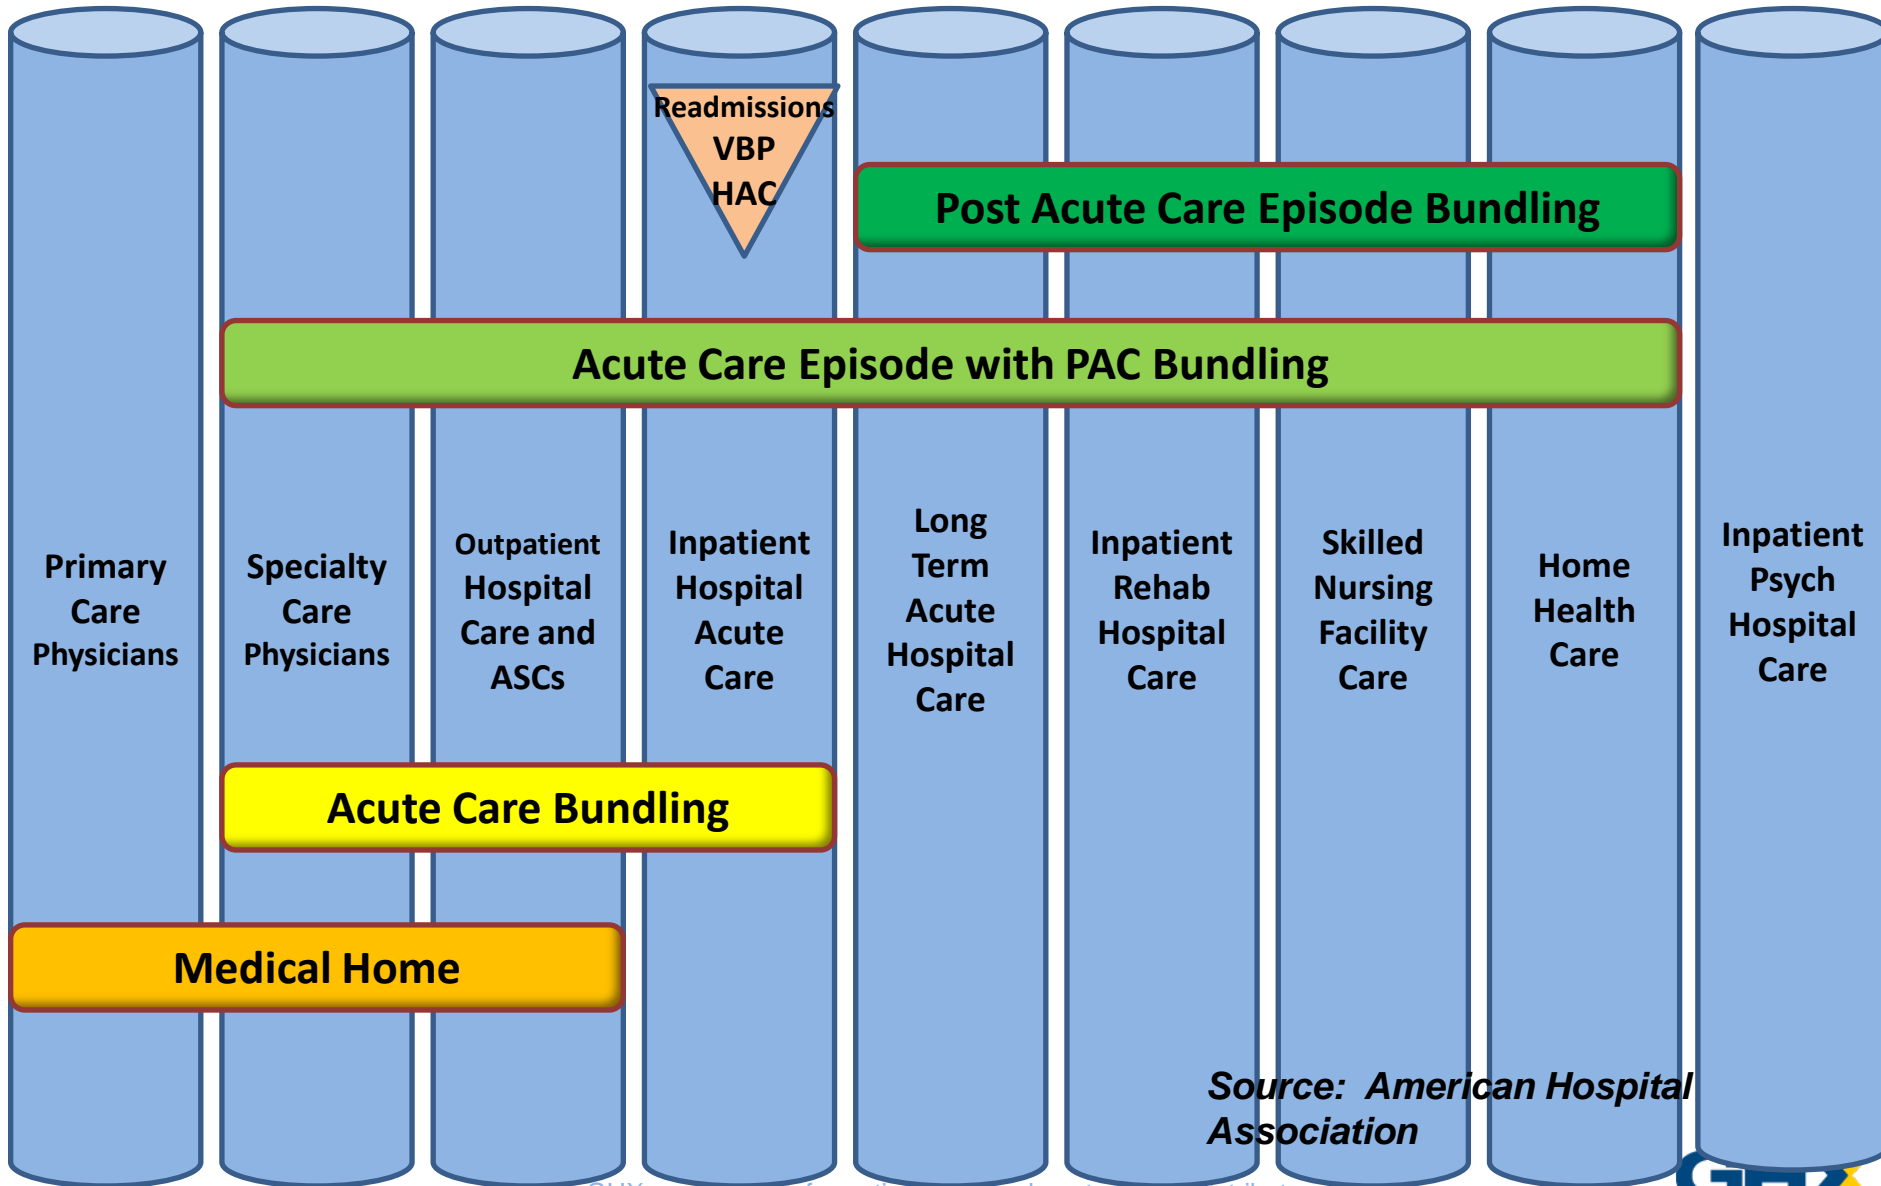 Readmissions
VBP
HAC
Post Acute Care Episode Bundling
Acute Care Episode with PAC Bundling
Primary
Care
Physicians
Specialty
Care
Physicians
Outpatient
Hospital
Care and
ASCs
Inpatient
Hospital
Acute
Care
Long
Term
Acute
Hospital
Care
Inpatient
Rehab
Hospital
Care
Skilled
Nursing
Facility
Care
Home
Health
Care
Inpatient
Psych
Hospital
Care
Acute Care Bundling
Medical Home
Source: American Hospital
Association
GHX